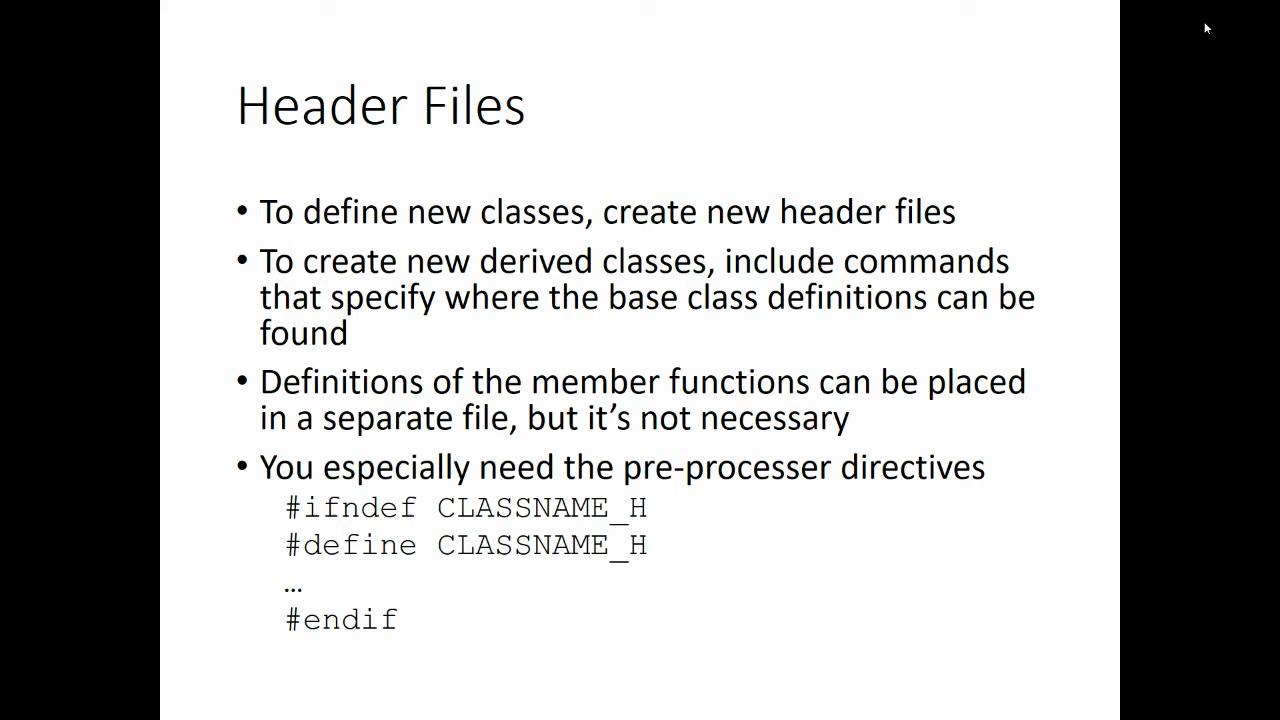 Header Files
• To define new classes, create new header files
• To create new derived classes, include commands
that specify where the base class definitions can be
found
• Definitions of the member functions can be placed
in a separate file, but it’s not necessary
• You especially need the pre-processer directives
#ifndef CLASSNAME_H
#define CLASSNAME_H
…
#endif